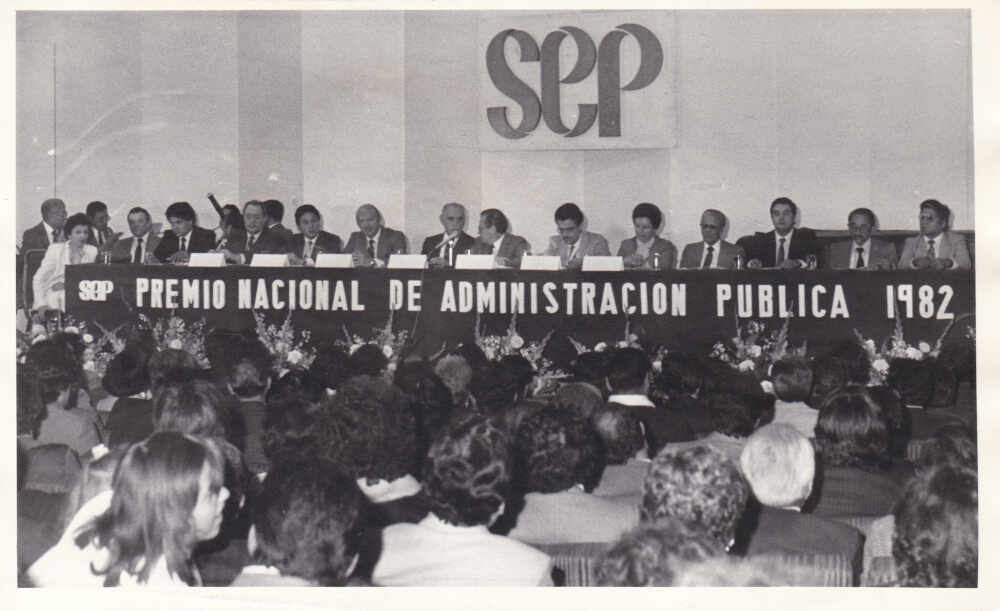 SEP
SEP PREMIO NACIONAL DE ADMINISTRACION PUBLICA 1982